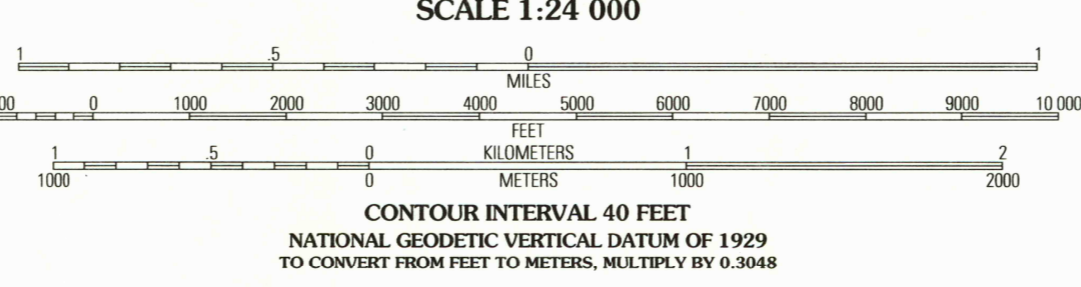 SCALE 1:24 000
1 .5 0 1
MILES
0 1000 2000 3000 4000 5000 6000 7000 8000 9000 10 000
FEET
1 .5 0 KILOMETERS 1 2
1000 0 METERS 1000 2000
CONTOUR INTERVAL 40 FEET
NATIONAL GEODETIC VERTICAL DATUM OF 1929
TO CONVERT FROM FEET TO METERS, MULTIPLY BY 0.3048